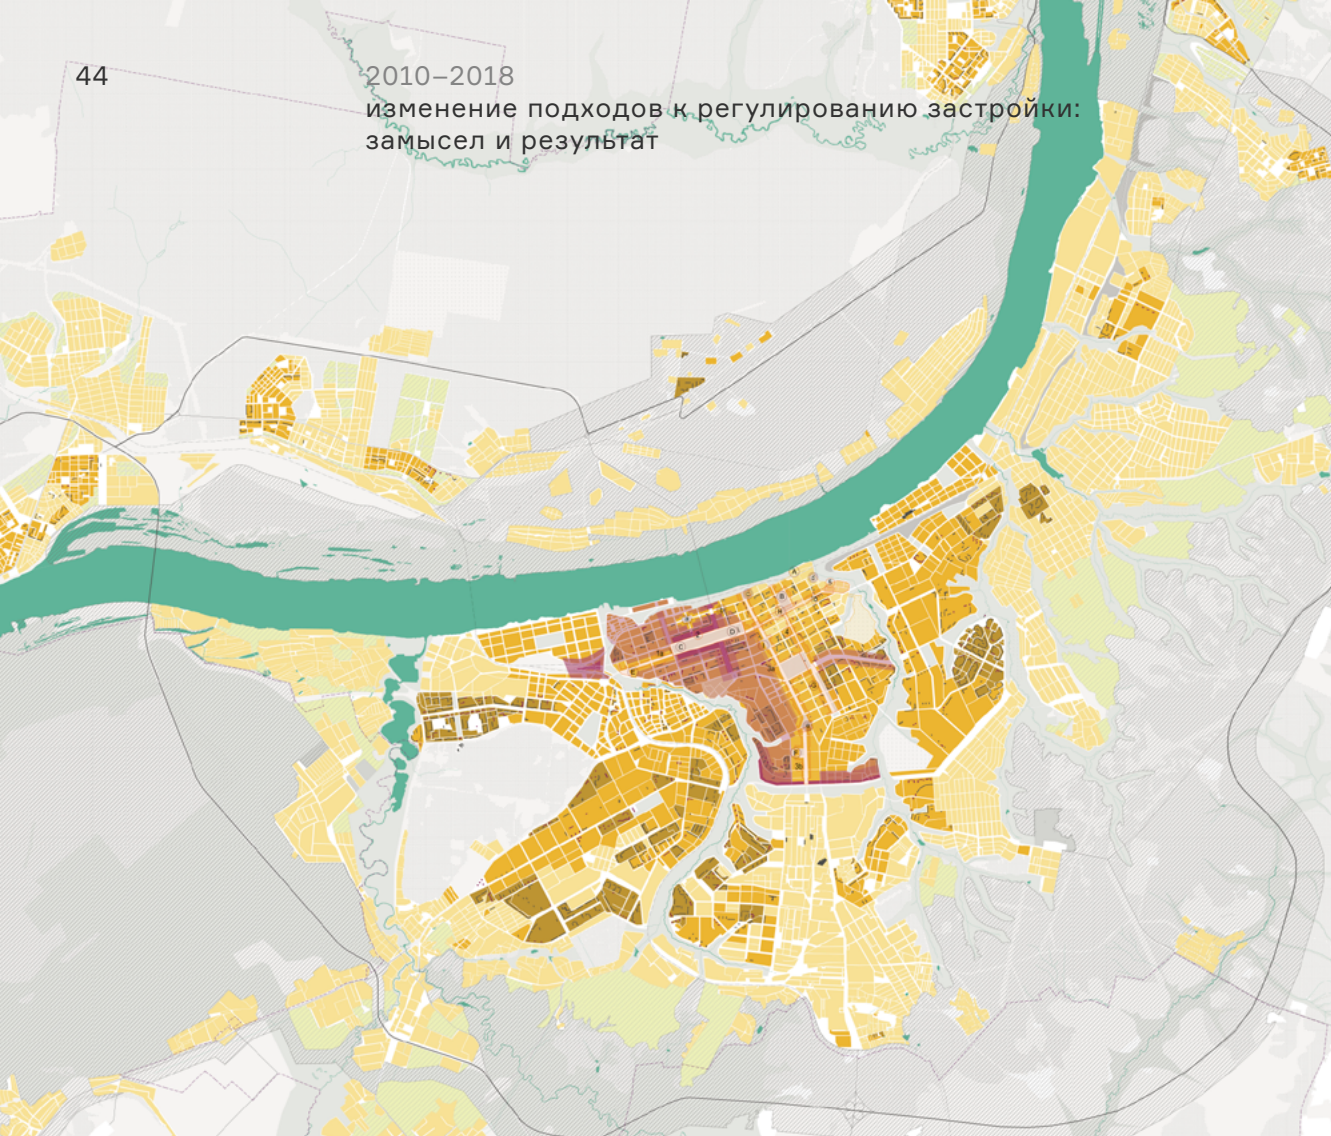 44
2010–2018
изменение подходов к регулированию застройки:
замысел и результат